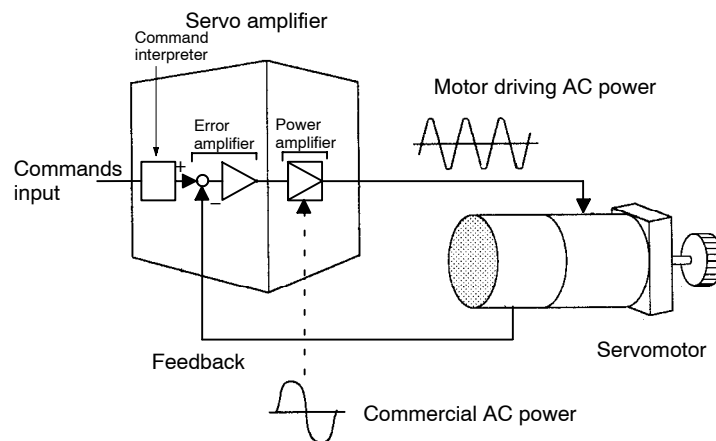 Servo amplifier
Command
interpreter
Motor driving AC power
Error
amplifier
Power
amplifier
Commands
input
+
−
Feedback
Servomotor
Commercial AC power